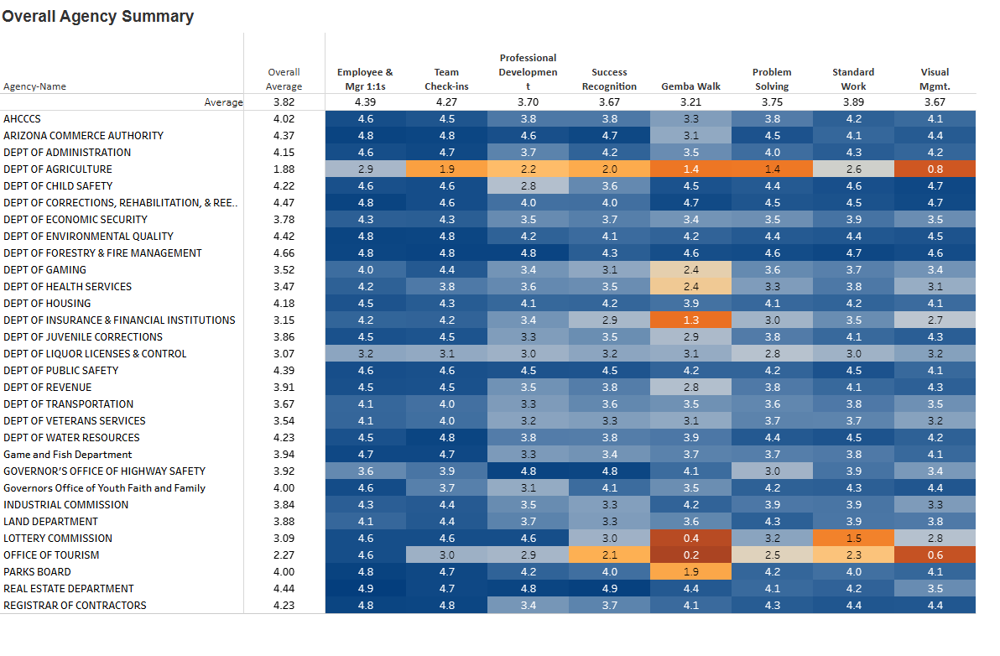 Overall Agency Summary
Professional
Overall Employee & Team Developmen Success Problem Standard Visual
Agency-Name Average Mgr 1:1s Check-ins t Recognition Gemba Walk Solving Work Mgmt.
Average 3.82 4.39 4.27 3.70 3.67 3.21 3.75 3.89 3.67
AHCCCS 4.02 4.6 4.5 3.8 3.8 3.3 3.8 4.2 4.1
ARIZONA COMMERCE AUTHORITY 4.37 4.8 4.8 4.6 4.7 3.1 4.5 4.1 4.4
DEPT OF ADMINISTRATION 4.15 4.6 4.7 3.7 4.2 3.5 4.0 4.3 4.2
DEPT OF AGRICULTURE 1.88 2.9 1.9 2.2 2.0 1.4 1.4 2.6 0.8
DEPT OF CHILD SAFETY 4.22 4.6 4.6 2.8 3.6 4.5 4.4 4.6 4.7
DEPT OF CORRECTIONS, REHABILITATION, & REE.. 4.47 4.8 4.6 4.0 4.0 4.7 4.5 4.5 4.7
DEPT OF ECONOMIC SECURITY 3.78 4.3 4.3 3.5 3.7 3.4 3.5 3.9 3.5
DEPT OF ENVIRONMENTAL QUALITY 4.42 4.8 4.8 4.2 4.1 4.2 4.4 4.4 4.5
DEPT OF FORESTRY & FIRE MANAGEMENT 4.66 4.8 4.8 4.8 4.3 4.6 4.6 4.7 4.6
DEPT OF GAMING 3.52 4.0 4.4 3.4 3.1 2.4 3.6 3.7 3.4
DEPT OF HEALTH SERVICES 3.47 4.2 3.8 3.6 3.5 2.4 3.3 3.8 3.1
DEPT OF HOUSING 4.18 4.5 4.3 4.1 4.2 3.9 4.1 4.2 4.1
DEPT OF INSURANCE & FINANCIAL INSTITUTIONS 3.15 4.2 4.2 3.4 2.9 1.3 3.0 3.5 2.7
DEPT OF JUVENILE CORRECTIONS 3.86 4.5 4.5 3.3 3.5 2.9 3.8 4.1 4.3
DEPT OF LIQUOR LICENSES & CONTROL 3.07 3.2 3.1 3.0 3.2 3.1 2.8 3.0 3.2
DEPT OF PUBLIC SAFETY 4.39 4.6 4.6 4.5 4.5 4.2 4.2 4.5 4.1
DEPT OF REVENUE 3.91 4.5 4.5 3.5 3.8 2.8 3.8 4.1 4.3
DEPT OF TRANSPORTATION 3.67 4.1 4.0 3.3 3.6 3.5 3.6 3.8 3.5
DEPT OF VETERANS SERVICES 3.54 4.1 4.0 3.2 3.3 3.1 3.7 3.7 3.2
DEPT OF WATER RESOURCES 4.23 4.5 4.8 3.8 3.8 3.9 4.4 4.5 4.2
Game and Fish Department 3.94 4.7 4.7 3.3 3.4 3.7 3.7 3.8 4.1
GOVERNOR'S OFFICE OF HIGHWAY SAFETY 3.92 3.6 3.9 4.8 4.8 4.1 3.0 3.9 3.4
Governors Office of Youth Faith and Family 4.00 4.6 3.7 3.1 4.1 3.5 4.2 4.3 4.4
INDUSTRIAL COMMISSION 3.84 4.3 4.4 3.5 3.3 4.2 3.9 3.9 3.3
LAND DEPARTMENT 3.88 4.1 4.4 3.7 3.3 3.6 4.3 3.9 3.8
LOTTERY COMMISSION 3.09 4.6 4.6 4.6 3.0 0.4 3.2 1.5 2.8
OFFICE OF TOURISM 2.27 4.6 3.0 2.9 2.1 0.2 2.5 2.3 0.6
PARKS BOARD 4.00 4.8 4.7 4.2 4.0 1.9 4.2 4.0 4.1
REAL ESTATE DEPARTMENT 4.44 4.9 4.7 4.8 4.9 4.4 4.1 4.2 3.5
REGISTRAR OF CONTRACTORS 4.23 4.8 4.8 3.4 3.7 4.1 4.3 4.4 4.4